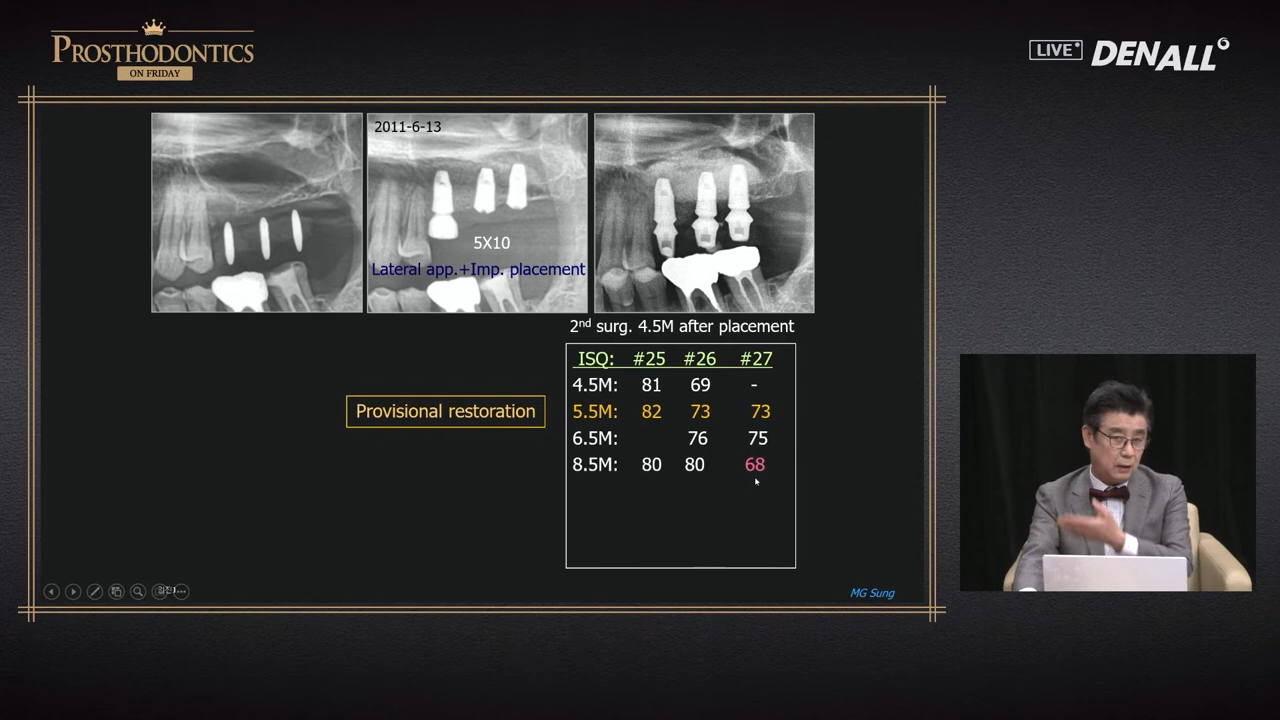 PROSTHODONTICS
ON FRIDAY
LIVE
DENALL
2011-6-13
5X10
Lateral app.+Imp. placement
2nd surg. 4.5M after placement
ISQ: #25 #26 #27
4.5M: 81 69 -
Provisional restoration
5.5M: 82 73 73
6.5M: 76 75
8.5M: 80 80 68
MG Sung